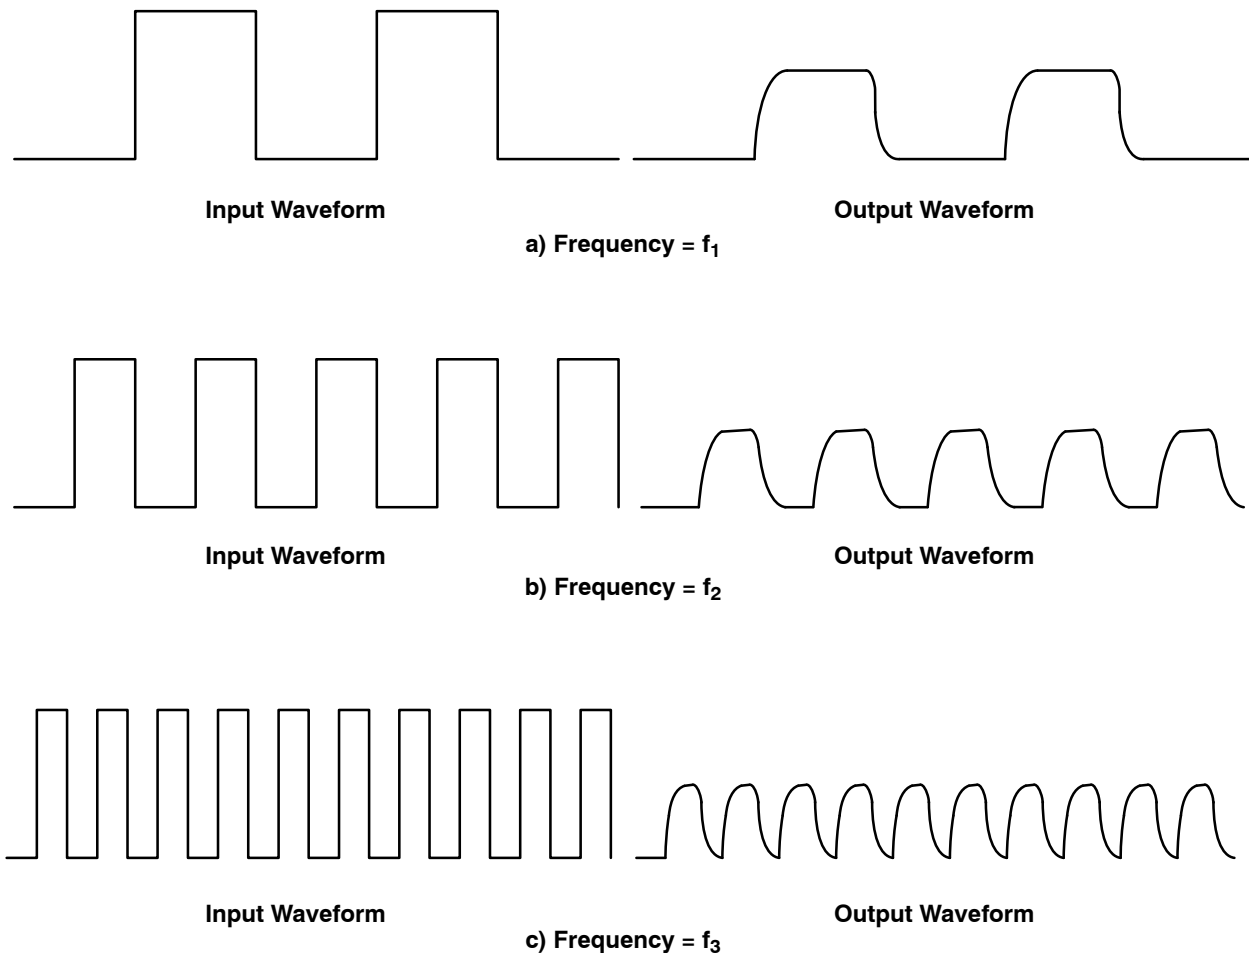 Input Waveform
Output Waveform
a) Frequency = f₁
Input Waveform
Output Waveform
b) Frequency = f₂
Input Waveform
Output Waveform
c) Frequency = f₃